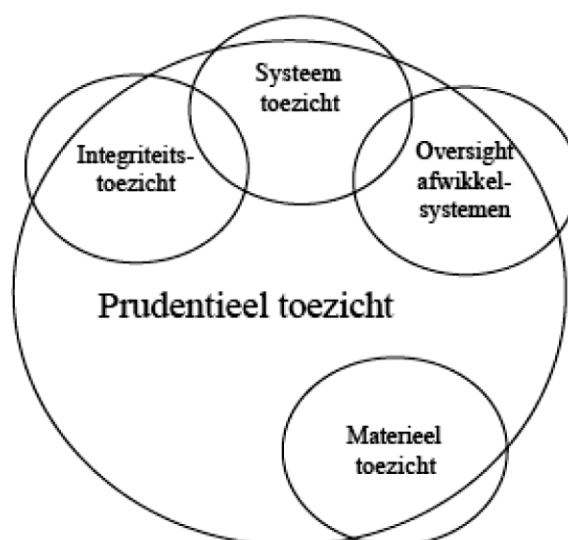 Systeem
toezicht
Integriteits-
toezicht
Oversight
afwikkel-
systemen
Prudentieel toezicht
Materieel
toezicht